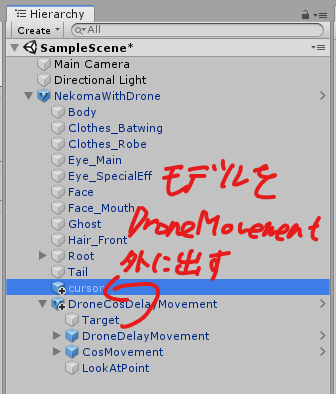 Hierarchy
Create
All
SampleScene*
Main Camera
Directional Light
NekomaWithDrone
Body
Clothes_Batwing
Clothes_Robe
Eye_Main
Eye_SpecialEff
Face
Face_Mouth
Ghost
Hair_Front
Root
Tail
cursor
DroneCosDelayMovement
Target
DroneDelayMovement
CosMovement
LookAtPoint
モデルを
DroneMovement
外に出す